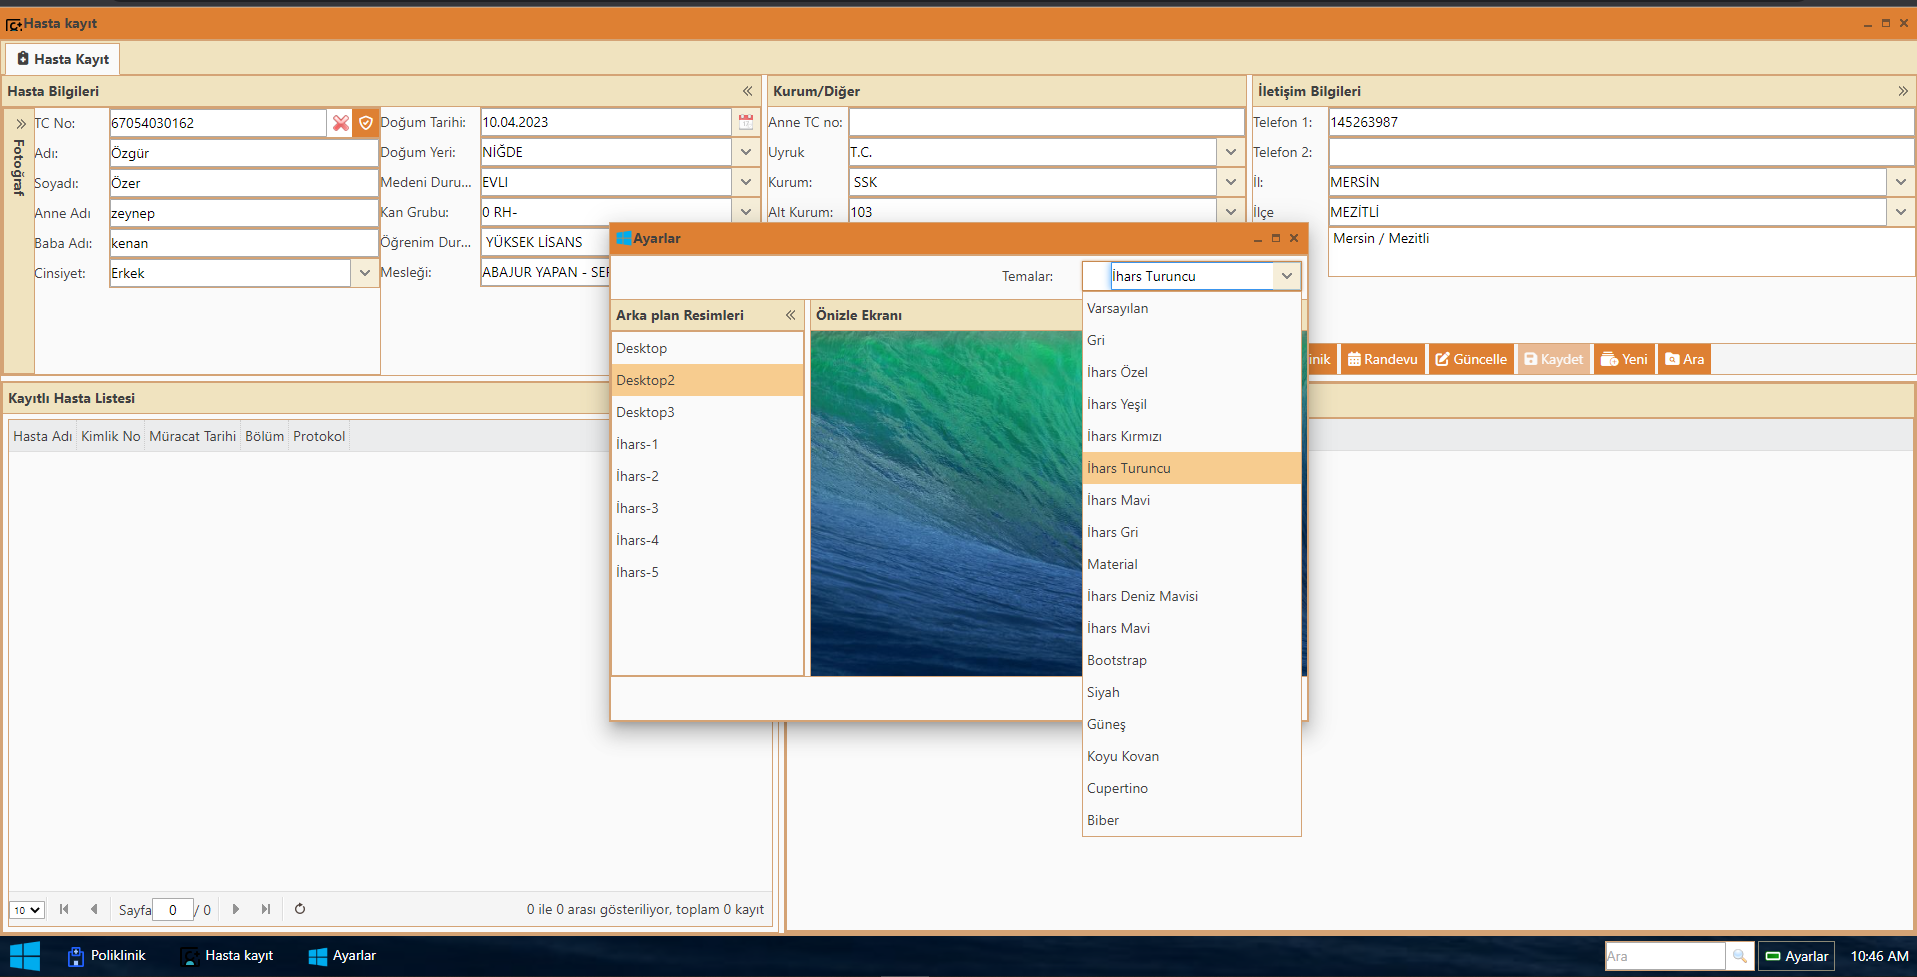 Hasta kayıt
Hasta Kayıt
Hasta Bilgileri
Fotoğraf
TC No: 67054030162
Adı: Özgür
Soyadı: Özer
Anne Adı zeynep
Baba Adı: kenan
Cinsiyet: Erkek
Doğum Tarihi: 10.04.2023
Doğum Yeri: NİĞDE
Medeni Duru... EVLI
Kan Grubu: 0 RH-
Öğrenim Dur... YÜKSEK LİSANS
Mesleği: ABAJUR YAPAN - SER
Kurum/Diğer
Anne TC no:
Uyruk T.C.
Kurum: SSK
Alt Kurum: 103
İletişim Bilgileri
Telefon 1: 145263987
Telefon 2:
İl: MERSİN
İlçe MEZİTLİ
Mersin / Mezitli
inik Randevu Güncelle Kaydet Yeni Ara
Ayarlar
Temalar: İhars Turuncu
Arka plan Resimleri
Desktop
Desktop2
Desktop3
İhars-1
İhars-2
İhars-3
İhars-4
İhars-5
Önizle Ekranı
Varsayılan
Gri
İhars Özel
İhars Yeşil
İhars Kırmızı
İhars Turuncu
İhars Mavi
İhars Gri
Material
İhars Deniz Mavisi
İhars Mavi
Bootstrap
Siyah
Güneş
Koyu Kovan
Cupertino
Biber
Kayıtlı Hasta Listesi
Hasta Adı Kimlik No Müracat Tarihi Bölüm Protokol
10 Sayfa 0 / 0 0 ile 0 arası gösteriliyor, toplam 0 kayıt
Poliklinik Hasta kayıt Ayarlar Ara Ayarlar 10:46 AM